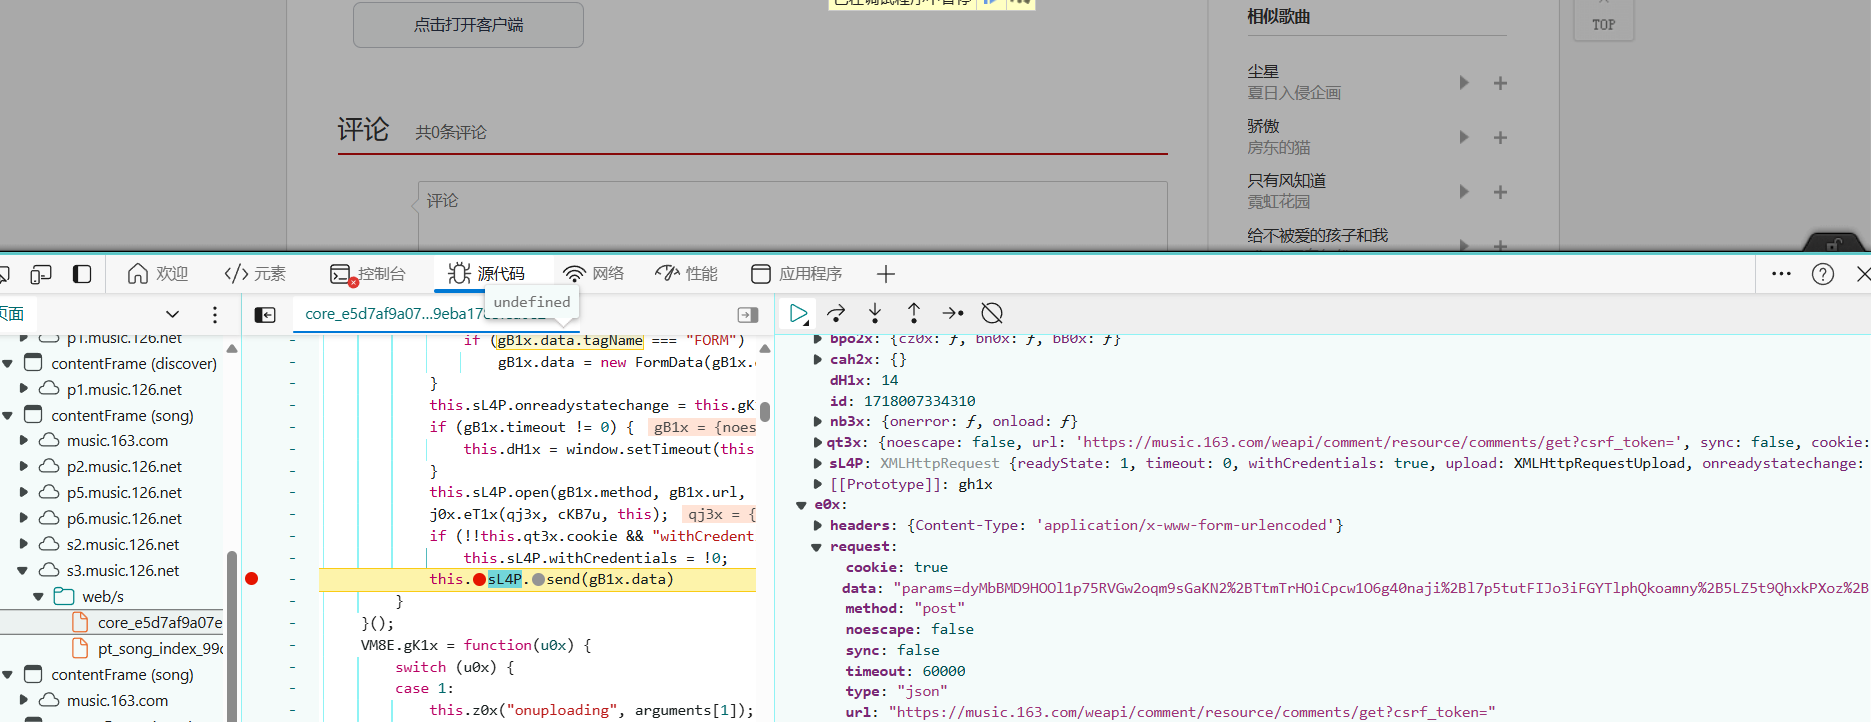 点击打开客户端
评论 共0条评论
评论
相似歌曲
尘星
夏日入侵企画
骄傲
房东的猫
只有风知道
霓虹花园
给不被爱的孩子和我
TOP
欢迎
元素
控制台
源代码
网络
性能
应用程序
页面
core_e5d7af9a07...
undefined
p1.music.126.net
contentFrame (discover)
p1.music.126.net
contentFrame (song)
music.163.com
p2.music.126.net
p5.music.126.net
p6.music.126.net
s2.music.126.net
s3.music.126.net
web/s
core_e5d7af9a07e
pt_song_index_99c
contentFrame (song)
music.163.com
if (gB1x.data.tagName === "FORM")
gB1x.data = new FormData(gB1x.
}
this.sL4P.onreadystatechange = this.gK
if (gB1x.timeout != 0) { gB1x = {noes
this.dH1x = window.setTimeout(this
}
this.sL4P.open(gB1x.method, gB1x.url,
j0x.eT1x(qj3x, cKB7u, this); qj3x = {
if (!!this.qt3x.cookie && "withCredent
this.sL4P.withCredentials = !0;
this.sL4P.send(gB1x.data)
}
}();
VM8E.gK1x = function(u0x) {
switch (u0x) {
case 1:
this.z0x("onuploading", arguments[1]);
bpo2x: {cz0x: ƒ, bn0x: ƒ, bB0x: ƒ}
cah2x: {}
dH1x: 14
id: 1718007334310
nb3x: {onerror: ƒ, onload: ƒ}
qt3x: {noescape: false, url: 'https://music.163.com/weapi/comment/resource/comments/get?csrf_token=', sync: false, cookie:
sL4P: XMLHttpRequest {readyState: 1, timeout: 0, withCredentials: true, upload: XMLHttpRequestUpload, onreadystatechange:
[[Prototype]]: gh1x
e0x:
headers: {Content-Type: 'application/x-www-form-urlencoded'}
request:
cookie: true
data: "params=dyMbBMD9HOOl1p75RVGw2oqm9sGaKN2%2BTtmTrHOiCpcw1O6g40naji%2Bl7p5tutFIJo3iFGYTlphQkoamny%2B5LZ5t9QhxkPXoz%2B
method: "post"
noescape: false
sync: false
timeout: 60000
type: "json"
url: "https://music.163.com/weapi/comment/resource/comments/get?csrf_token="